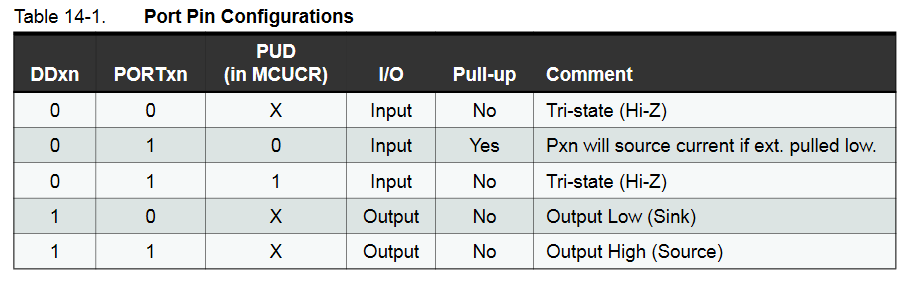 Table 14-1. Port Pin Configurations
DDxn PORTxn PUD (in MCUCR) I/O Pull-up Comment
0 0 X Input No Tri-state (Hi-Z)
0 1 0 Input Yes Pxn will source current if ext. pulled low.
0 1 1 Input No Tri-state (Hi-Z)
1 0 X Output No Output Low (Sink)
1 1 X Output No Output High (Source)